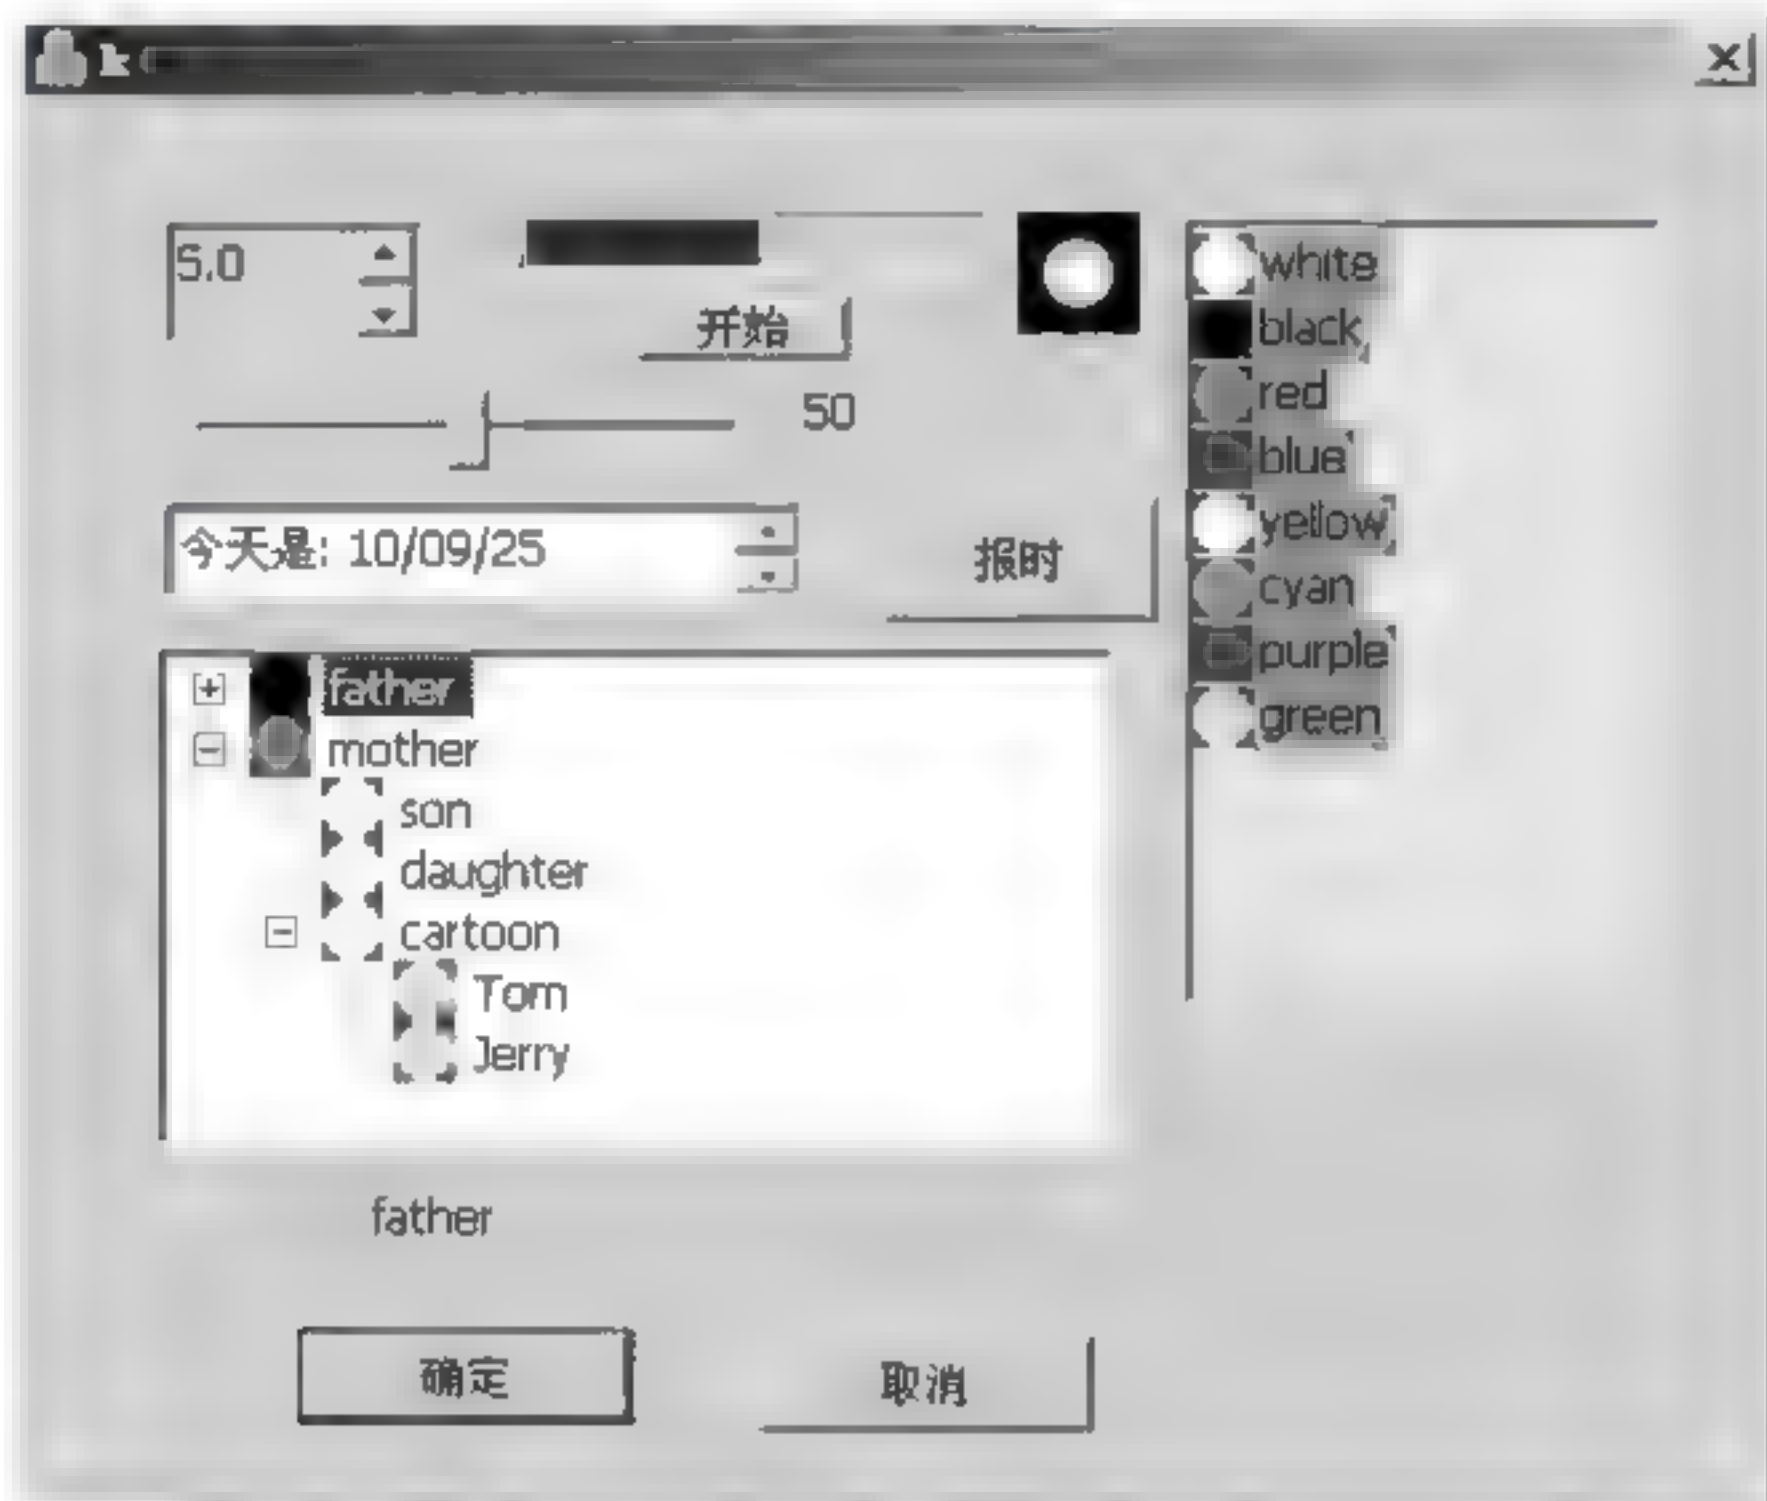 5.0
开始
50
今天是: 10/09/25
报时
father
mother
son
daughter
cartoon
Tom
Jerry
father
white
black
red
blue
yellow
cyan
purple
green
确定
取消